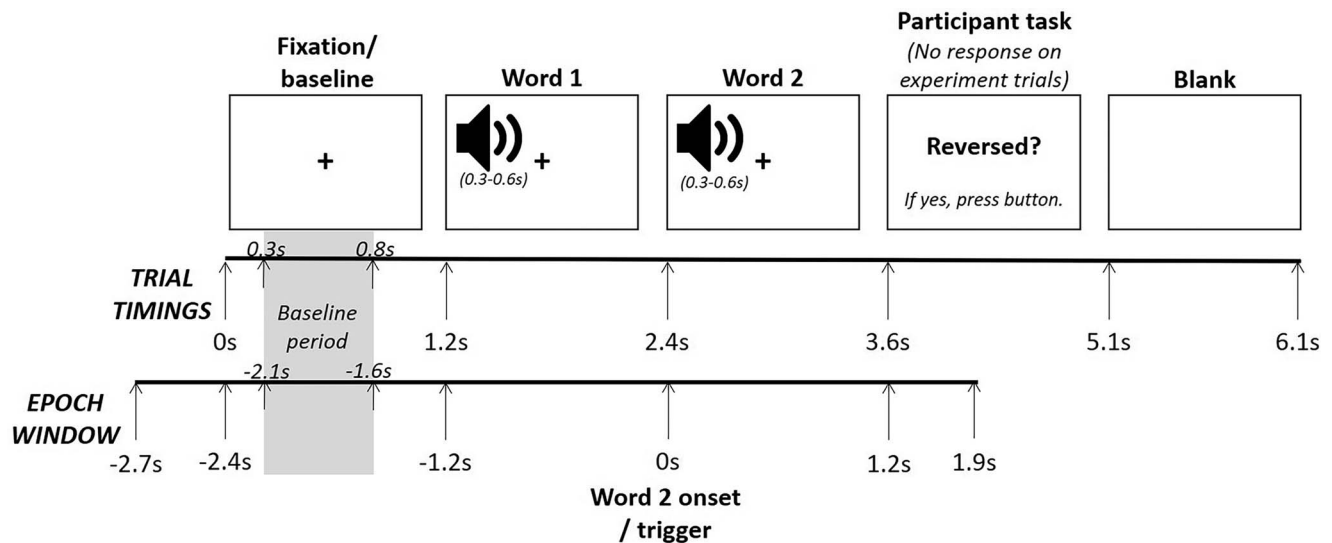 Fixation/
baseline
Word 1
Word 2
Participant task
(No response on
experiment trials)
Blank
+
(0.3-0.6s)
+
(0.3-0.6s)
+
Reversed?
If yes, press button.
0.3s
0.8s
TRIAL
TIMINGS
Baseline
period
0s
1.2s
2.4s
3.6s
5.1s
6.1s
-2.1s
-1.6s
EPOCH
WINDOW
-2.7s
-2.4s
-1.2s
0s
1.2s
1.9s
Word 2 onset
/ trigger